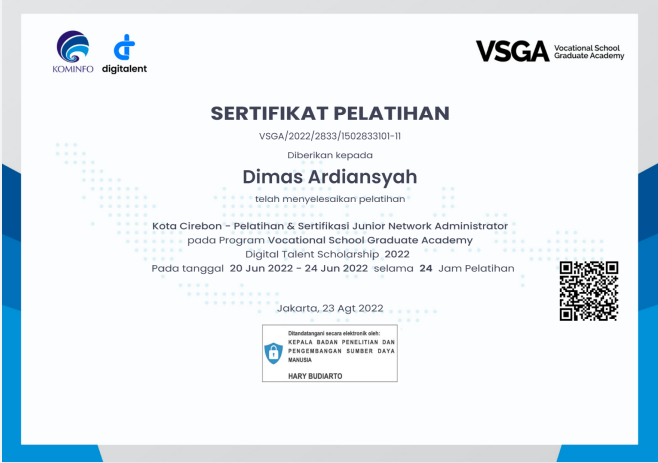 KOMINFO
digitalent
VSGA Vocational School
Graduate Academy
SERTIFIKAT PELATIHAN
VSGA/2022/2833/1502833101-11
Diberikan kepada
Dimas Ardiansyah
telah menyelesaikan pelatihan
Kota Cirebon - Pelatihan & Sertifikasi Junior Network Administrator
pada Program Vocational School Graduate Academy
Digital Talent Scholarship 2022
Pada tanggal 20 Jun 2022 - 24 Jun 2022 selama 24 Jam Pelatihan
Jakarta, 23 Agt 2022
Ditandatangani secara elektronik oleh:
KEPALA BADAN PENELITIAN DAN
PENGEMBANGAN SUMBER DAYA
MANUSIA
HARY BUDIARTO